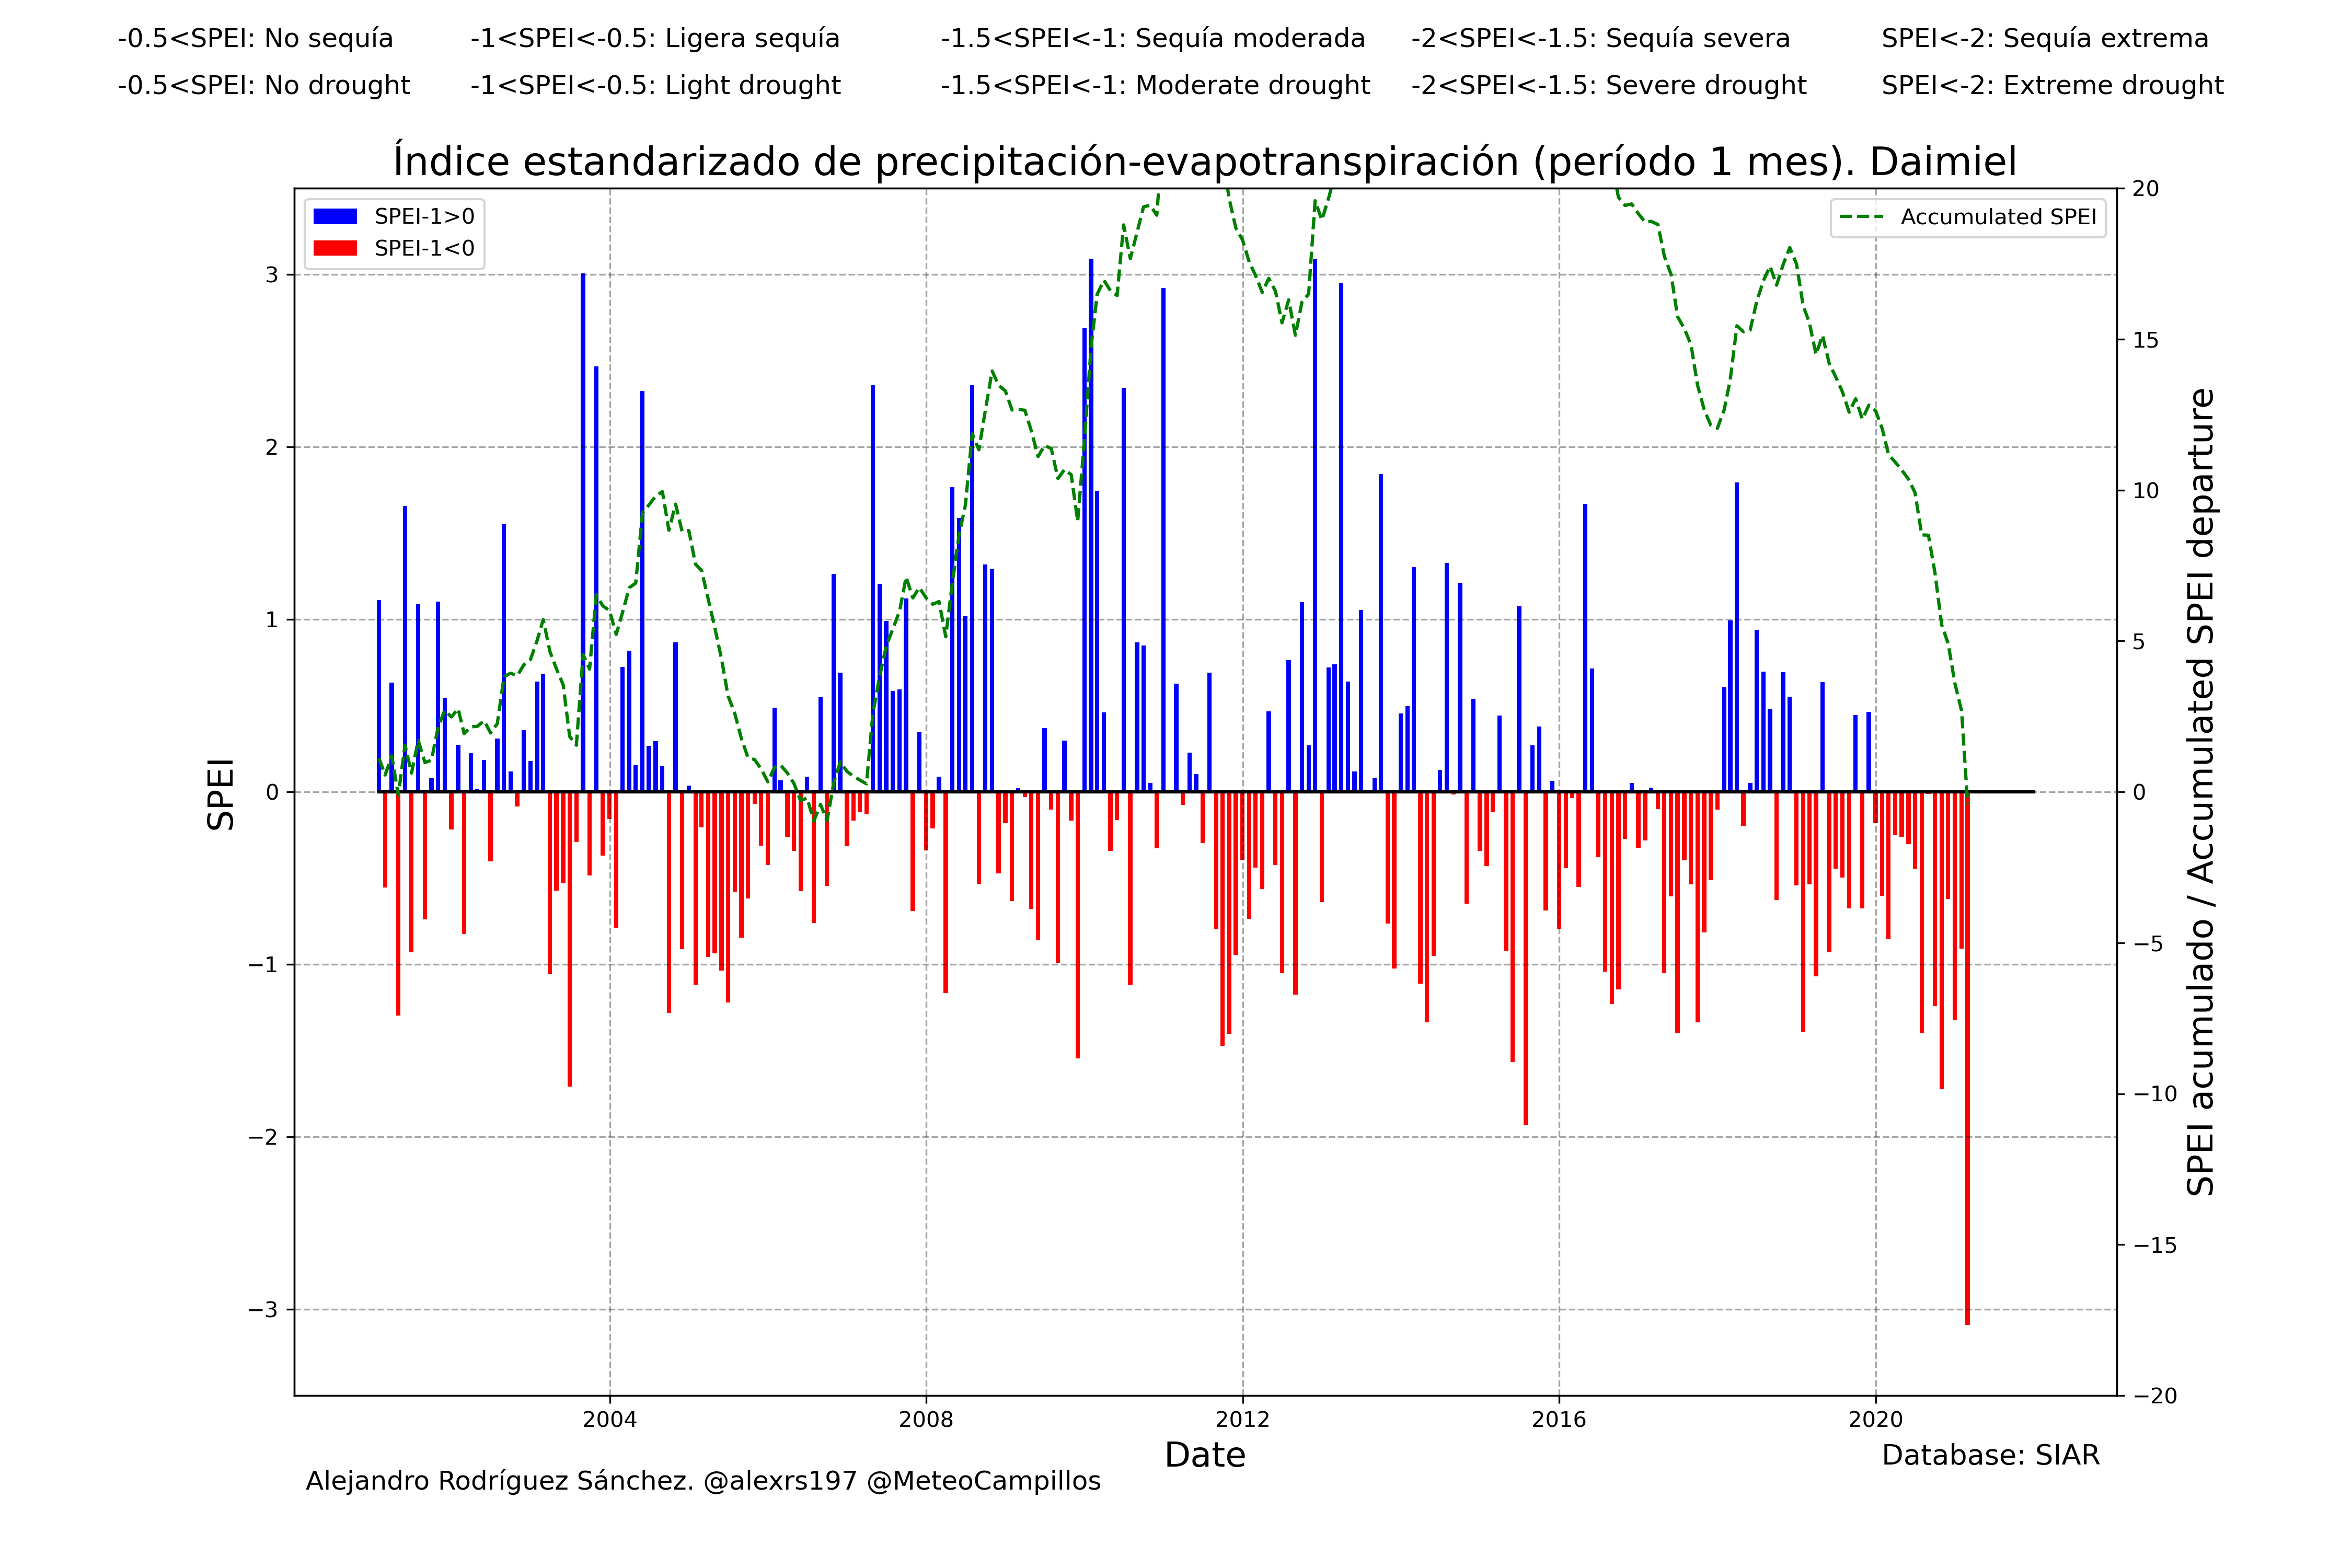 -0.5<SPEI: No sequía -1<SPEI<-0.5: Ligera sequía -1.5<SPEI<-1: Sequía moderada -2<SPEI<-1.5: Sequía severa SPEI<-2: Sequía extrema
-0.5<SPEI: No drought -1<SPEI<-0.5: Light drought -1.5<SPEI<-1: Moderate drought -2<SPEI<-1.5: Severe drought SPEI<-2: Extreme drought
Índice estandarizado de precipitación-evapotranspiración (período 1 mes). Daimiel
SPEI-1>0
SPEI-1<0
Accumulated SPEI
SPEI
3
2
1
0
−1
−2
−3
20
15
10
5
0
−5
−10
−15
−20
SPEI acumulado / Accumulated SPEI departure
2004 2008 2012 2016 2020
Date
Database: SIAR
Alejandro Rodríguez Sánchez. @alexrs197 @MeteoCampillos